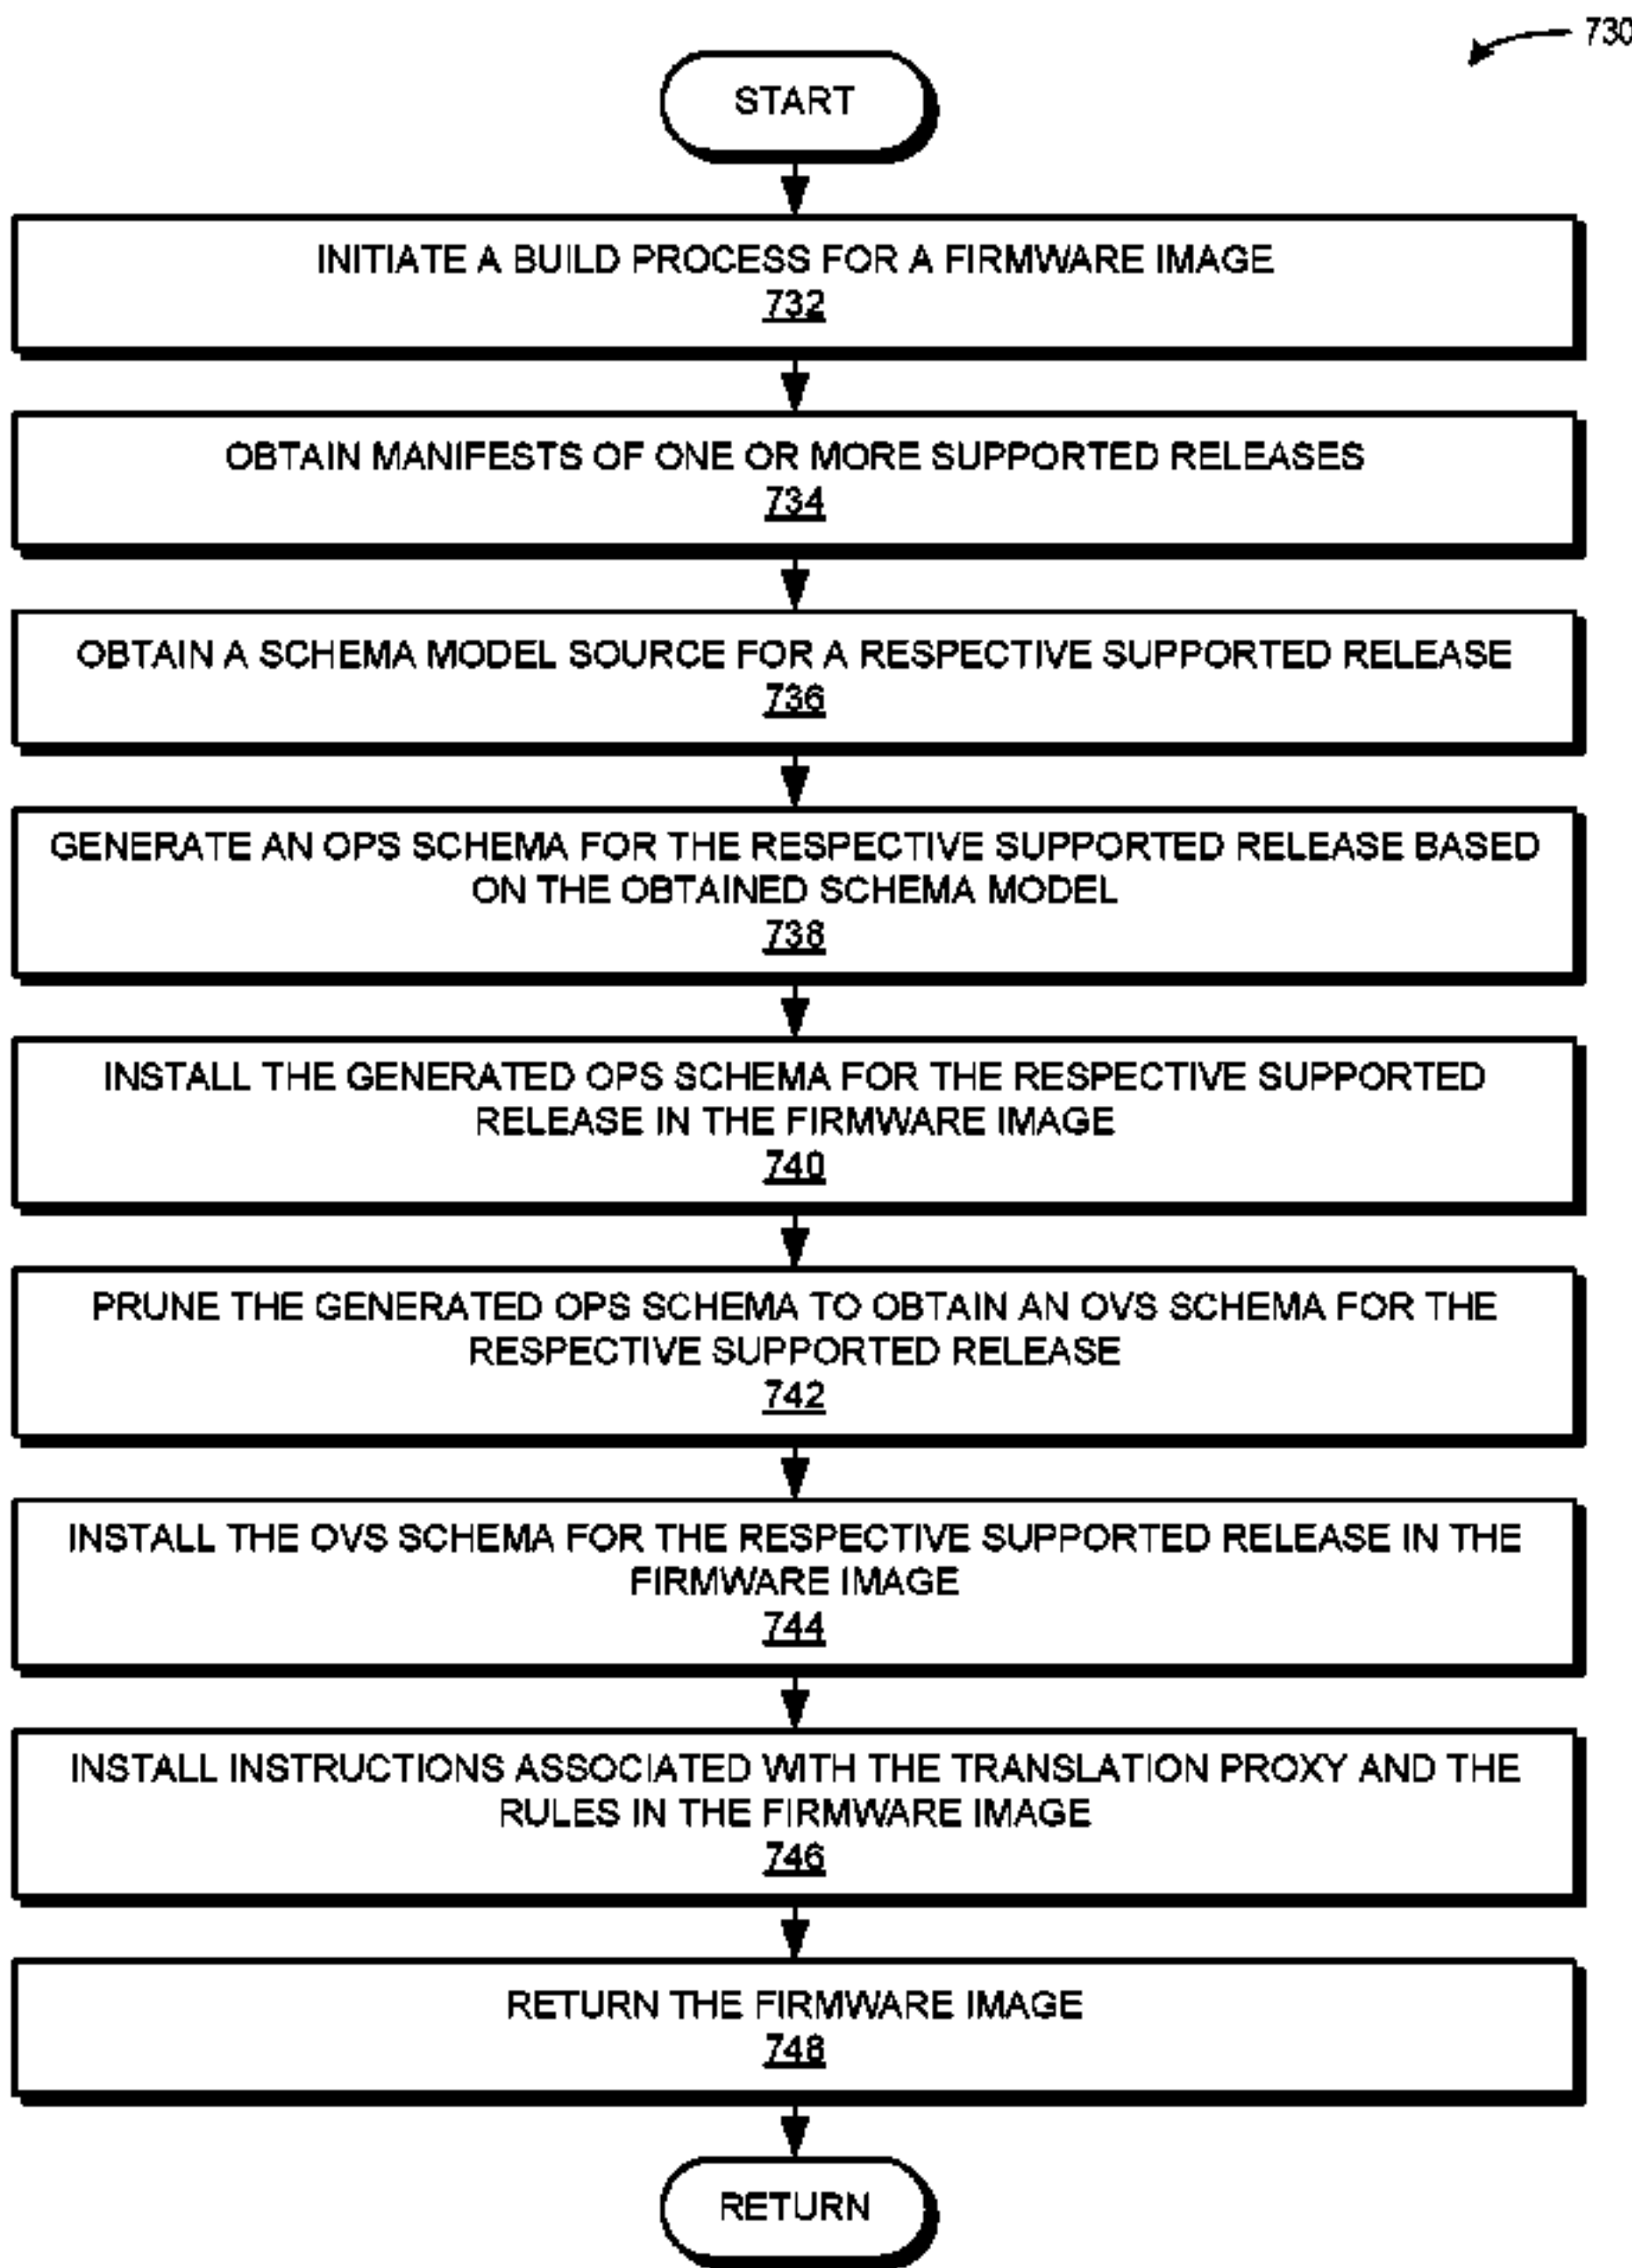 730
START
INITIATE A BUILD PROCESS FOR A FIRMWARE IMAGE
732
OBTAIN MANIFESTS OF ONE OR MORE SUPPORTED RELEASES
734
OBTAIN A SCHEMA MODEL SOURCE FOR A RESPECTIVE SUPPORTED RELEASE
736
GENERATE AN OPS SCHEMA FOR THE RESPECTIVE SUPPORTED RELEASE BASED
ON THE OBTAINED SCHEMA MODEL
738
INSTALL THE GENERATED OPS SCHEMA FOR THE RESPECTIVE SUPPORTED
RELEASE IN THE FIRMWARE IMAGE
740
PRUNE THE GENERATED OPS SCHEMA TO OBTAIN AN OVS SCHEMA FOR THE
RESPECTIVE SUPPORTED RELEASE
742
INSTALL THE OVS SCHEMA FOR THE RESPECTIVE SUPPORTED RELEASE IN THE
FIRMWARE IMAGE
744
INSTALL INSTRUCTIONS ASSOCIATED WITH THE TRANSLATION PROXY AND THE
RULES IN THE FIRMWARE IMAGE
746
RETURN THE FIRMWARE IMAGE
748
RETURN